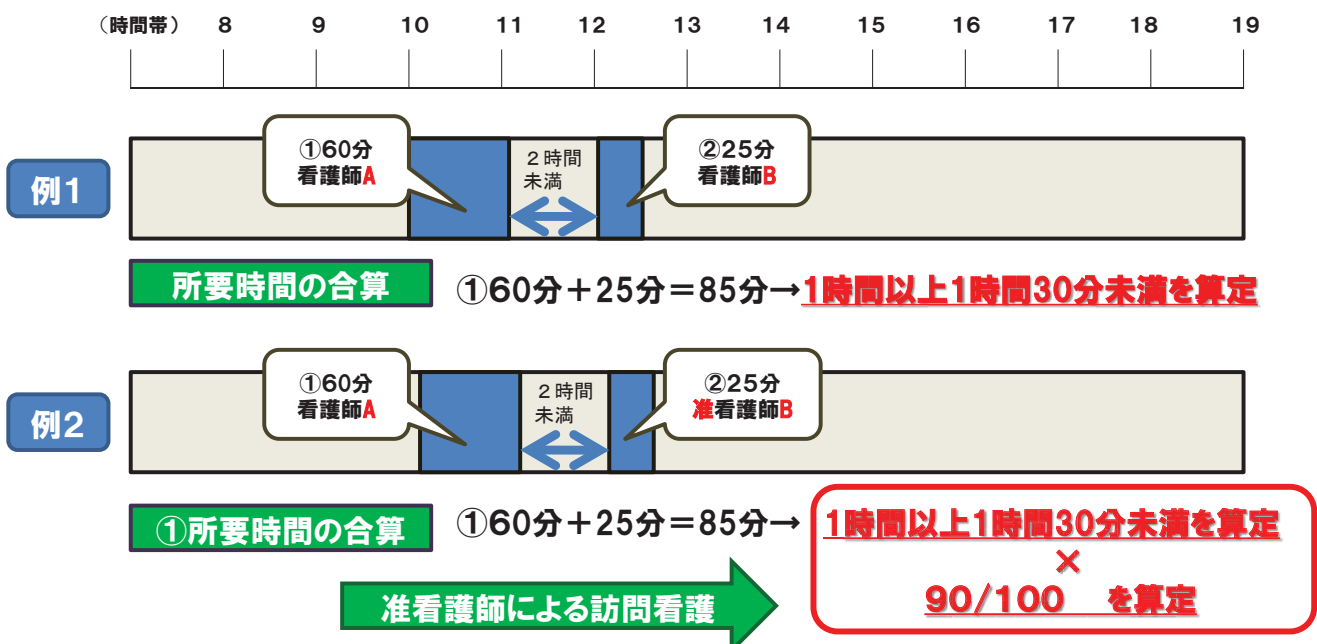 （時間帯） 8 9 10 11 12 13 14 15 16 17 18 19
例1
①60分
看護師A
2時間
未満
②25分
看護師B
所要時間の合算
①60分＋25分＝85分→1時間以上1時間30分未満を算定
例2
①60分
看護師A
2時間
未満
②25分
准看護師B
①所要時間の合算
①60分＋25分＝85分→
1時間以上1時間30分未満を算定
×
90/100 を算定
准看護師による訪問看護